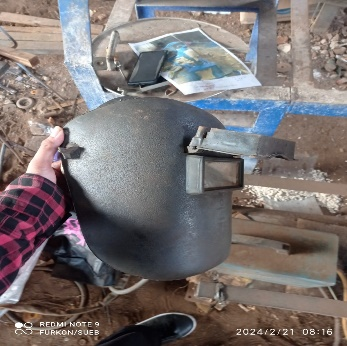 REDMI NOTE 9
FURKON/SUEB
2024/2/21 08:16